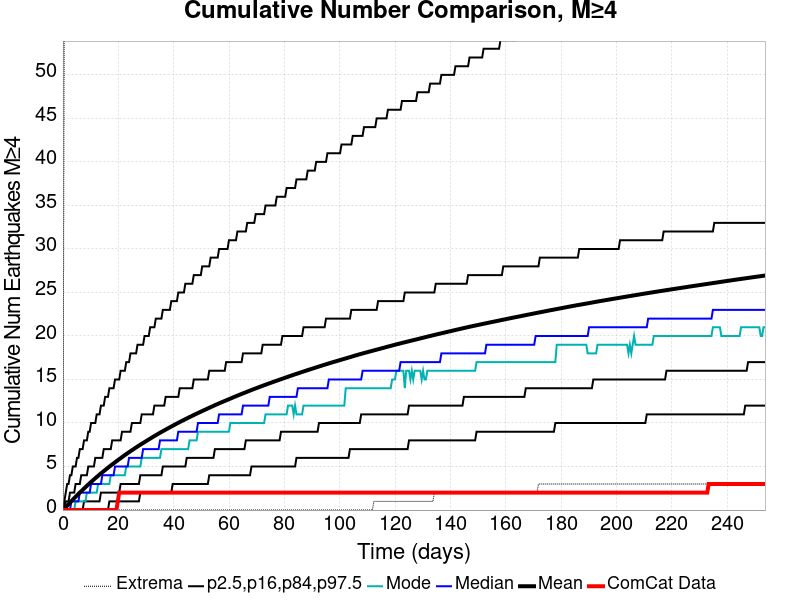 Cumulative Number Comparison, M≥4
Cumulative Num Earthquakes M≥4
50
45
40
35
30
25
20
15
10
5
0
0 20 40 60 80 100 120 140 160 180 200 220 240
Time (days)
Extrema p2.5,p16,p84,p97.5 Mode Median Mean ComCat Data